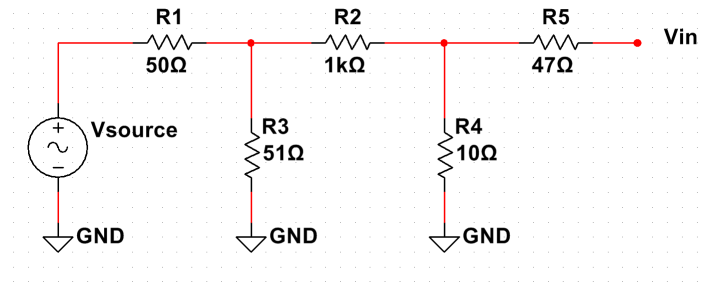 R1
50Ω
R2
1kΩ
R5
47Ω
Vin
Vsource
R3
51Ω
R4
10Ω
GND
GND
GND